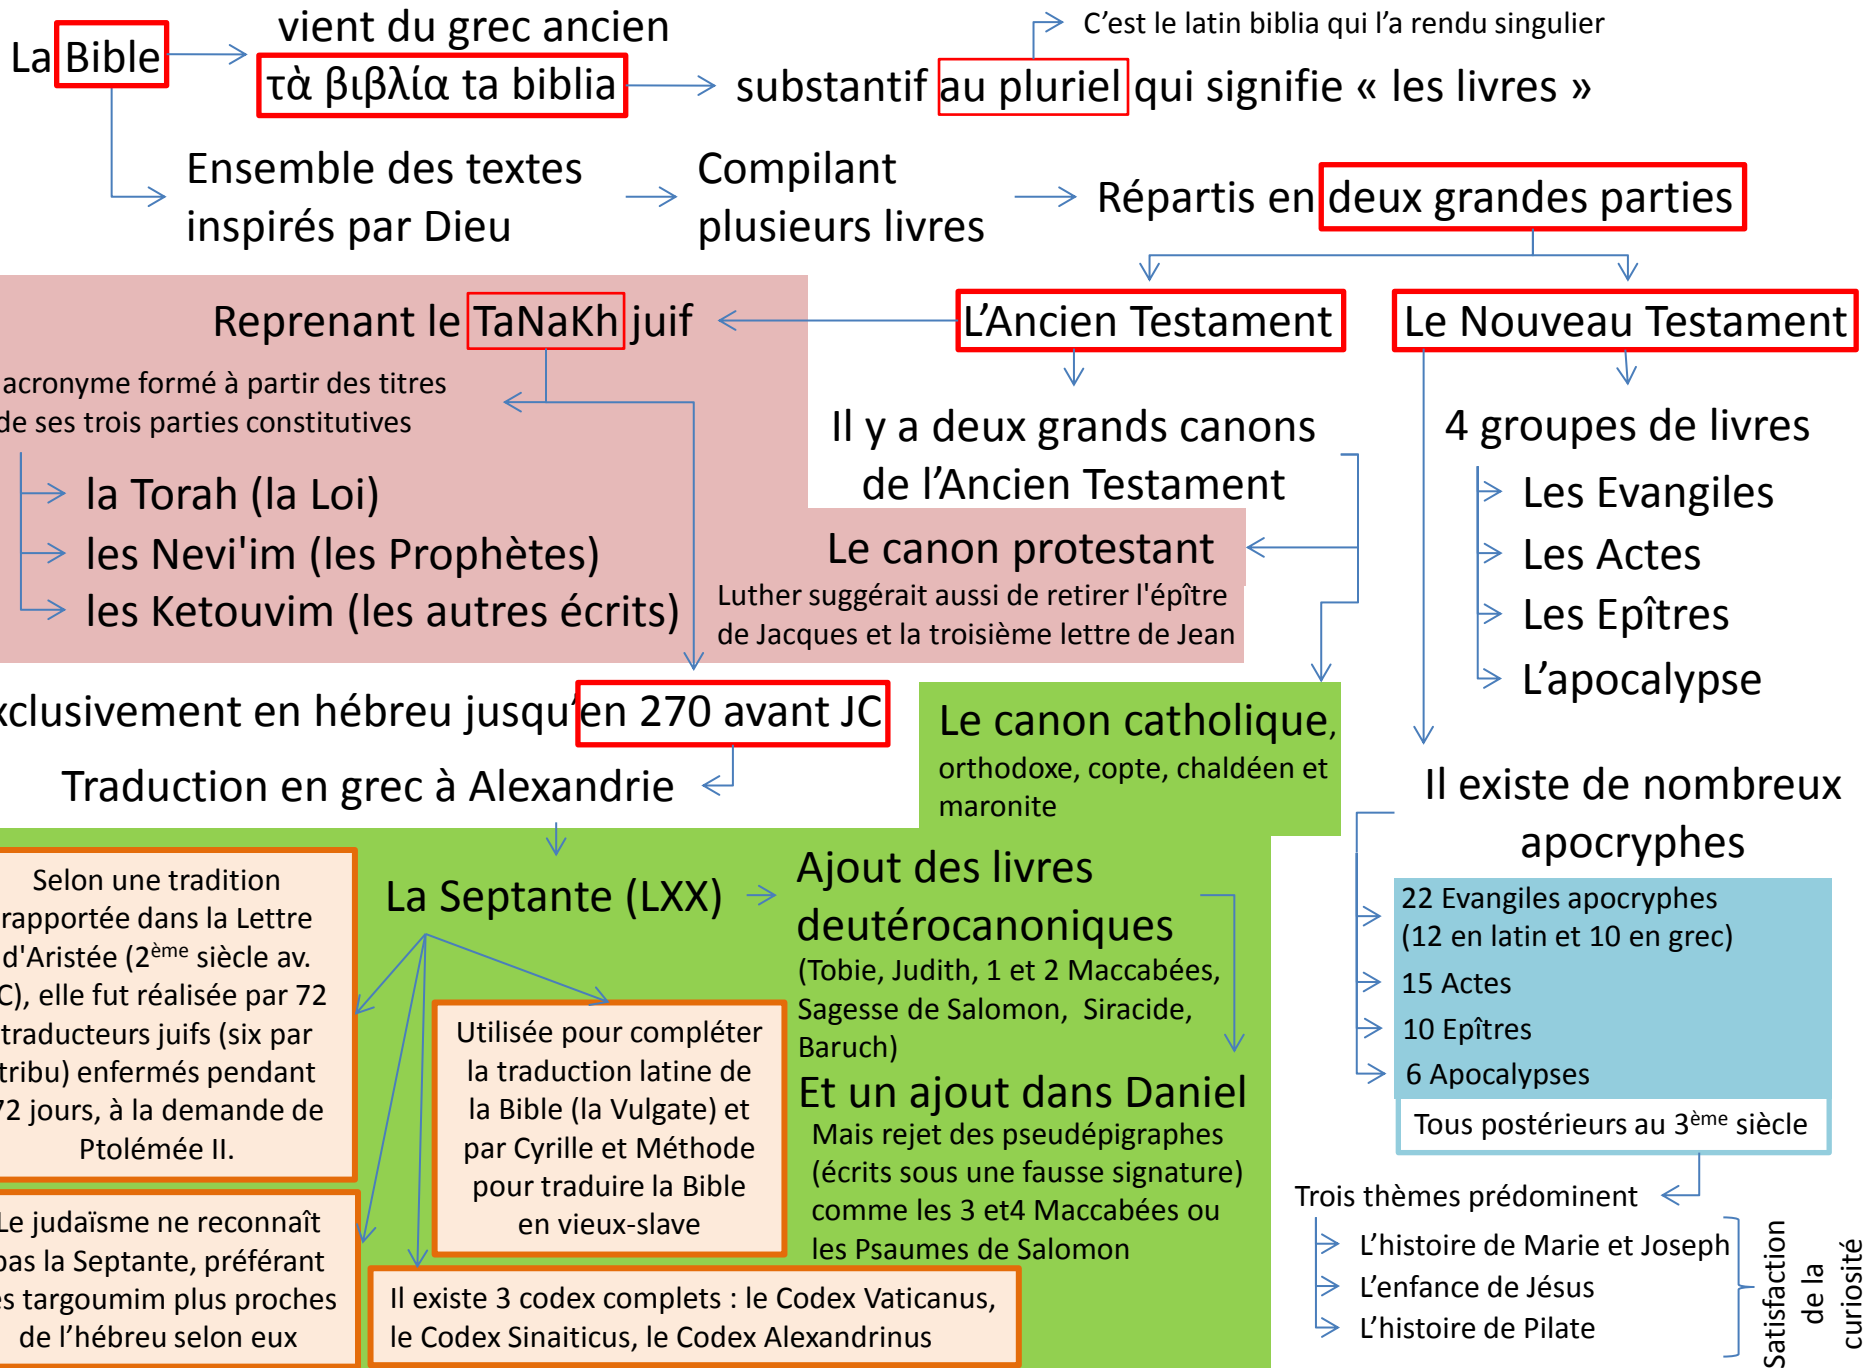 La Bible
vient du grec ancien
τὰ βιβλία ta biblia
C'est le latin biblia qui l'a rendu singulier
substantif au pluriel qui signifie « les livres »
Ensemble des textes
inspirés par Dieu
Compilant
plusieurs livres
Répartis en deux grandes parties
Reprenant le TaNaKh juif
L'Ancien Testament
Le Nouveau Testament
acronyme formé à partir des titres
de ses trois parties constitutives
la Torah (la Loi)
les Nevi'im (les Prophètes)
les Ketouvim (les autres écrits)
Il y a deux grands canons
de l'Ancien Testament
Le canon protestant
Luther suggérait aussi de retirer l'épître
de Jacques et la troisième lettre de Jean
4 groupes de livres
Les Evangiles
Les Actes
Les Epîtres
L'apocalypse
xclusivement en hébreu jusqu'en 270 avant JC
Traduction en grec à Alexandrie
Le canon catholique,
orthodoxe, copte, chaldéen et
maronite
Il existe de nombreux
apocryphes
22 Evangiles apocryphes
(12 en latin et 10 en grec)
15 Actes
10 Epîtres
6 Apocalypses
Tous postérieurs au 3ème siècle
Trois thèmes prédominent
L'histoire de Marie et Joseph
L'enfance de Jésus
L'histoire de Pilate
Satisfaction
de la
curiosité
Selon une tradition
rapportée dans la Lettre
d'Aristée (2ème siècle av.
C), elle fut réalisée par 72
traducteurs juifs (six par
tribu) enfermés pendant
72 jours, à la demande de
Ptolémée II.
La Septante (LXX)
Ajout des livres
deutérocanoniques
(Tobie, Judith, 1 et 2 Maccabées,
Sagesse de Salomon, Siracide,
Baruch)
Et un ajout dans Daniel
Mais rejet des pseudépigraphes
(écrits sous une fausse signature)
comme les 3 et4 Maccabées ou
les Psaumes de Salomon
Utilisée pour compléter
la traduction latine de
la Bible (la Vulgate) et
par Cyrille et Méthode
pour traduire la Bible
en vieux-slave
Le judaïsme ne reconnaît
pas la Septante, préférant
es targoumim plus proches
de l'hébreu selon eux
Il existe 3 codex complets : le Codex Vaticanus,
le Codex Sinaiticus, le Codex Alexandrinus